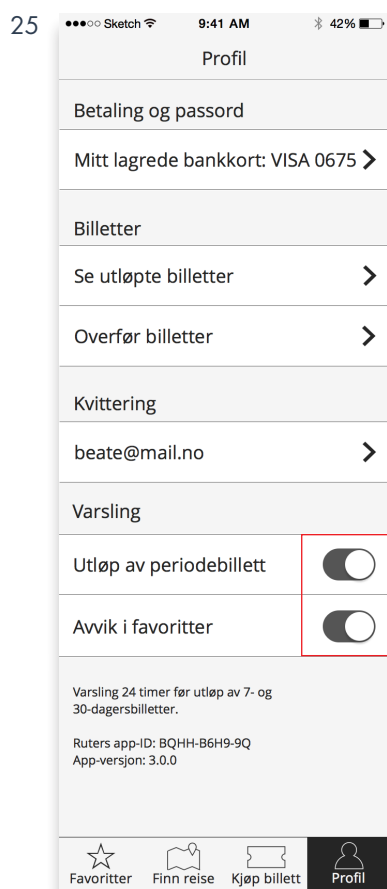 25
Sketch 9:41 AM 42%
Profil
Betaling og passord
Mitt lagrede bankkort: VISA 0675
Billetter
Se utløpte billetter
Overfør billetter
Kvittering
beate@mail.no
Varsling
Utløp av periodebillett
Avvik i favoritter
Varsling 24 timer før utløp av 7- og
30-dagersbilletter.
Ruters app-ID: BQHH-B6H9-9Q
App-versjon: 3.0.0
Favoritter Finn reise Kjøp billett Profil